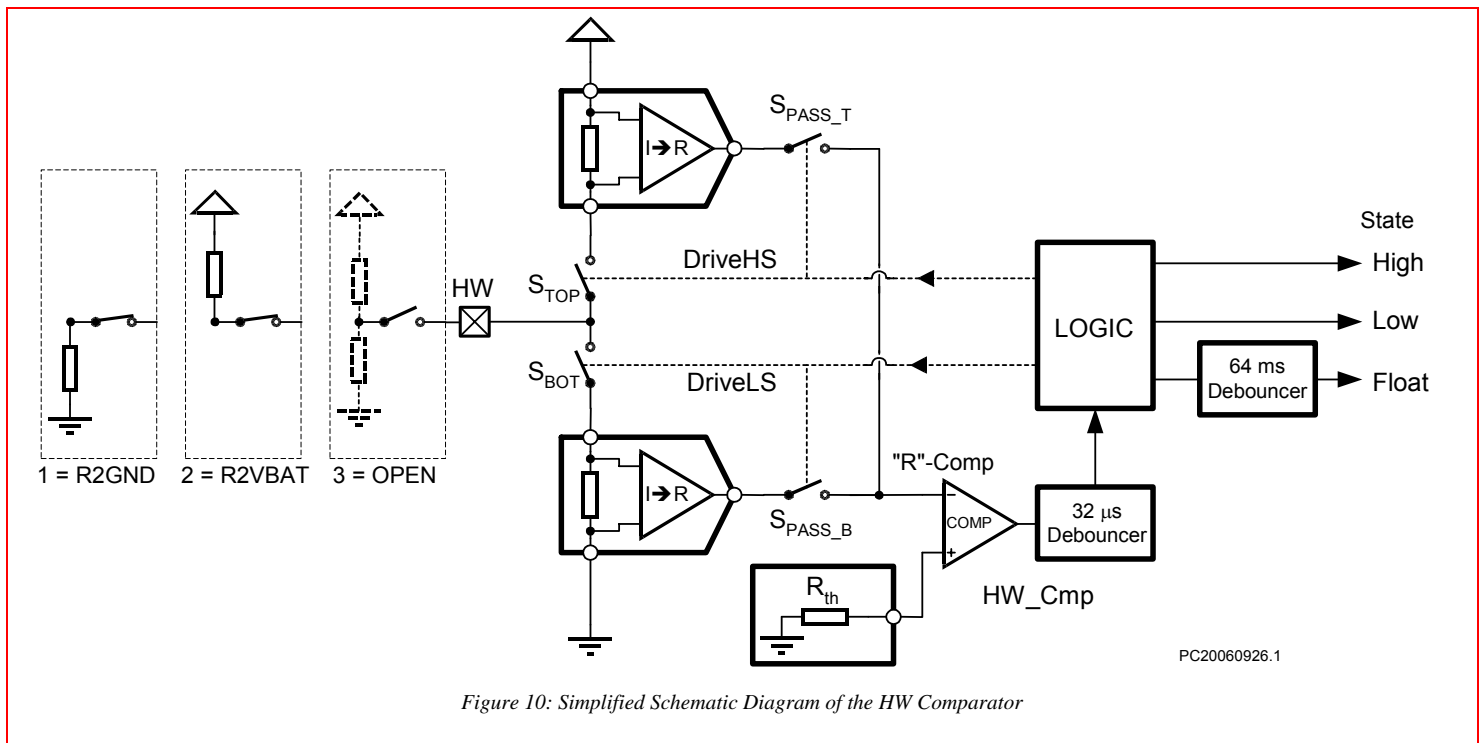 S_PASS_T
I→R
State
DriveHS
High
HW
S_TOP
LOGIC
Low
S_BOT
DriveLS
64 ms
Debouncer
Float
1 = R2GND
2 = R2VBAT
3 = OPEN
"R"-Comp
I→R
S_PASS_B
COMP
32 μs
Debouncer
R_th
HW_Cmp
PC20060926.1
Figure 10: Simplified Schematic Diagram of the HW Comparator